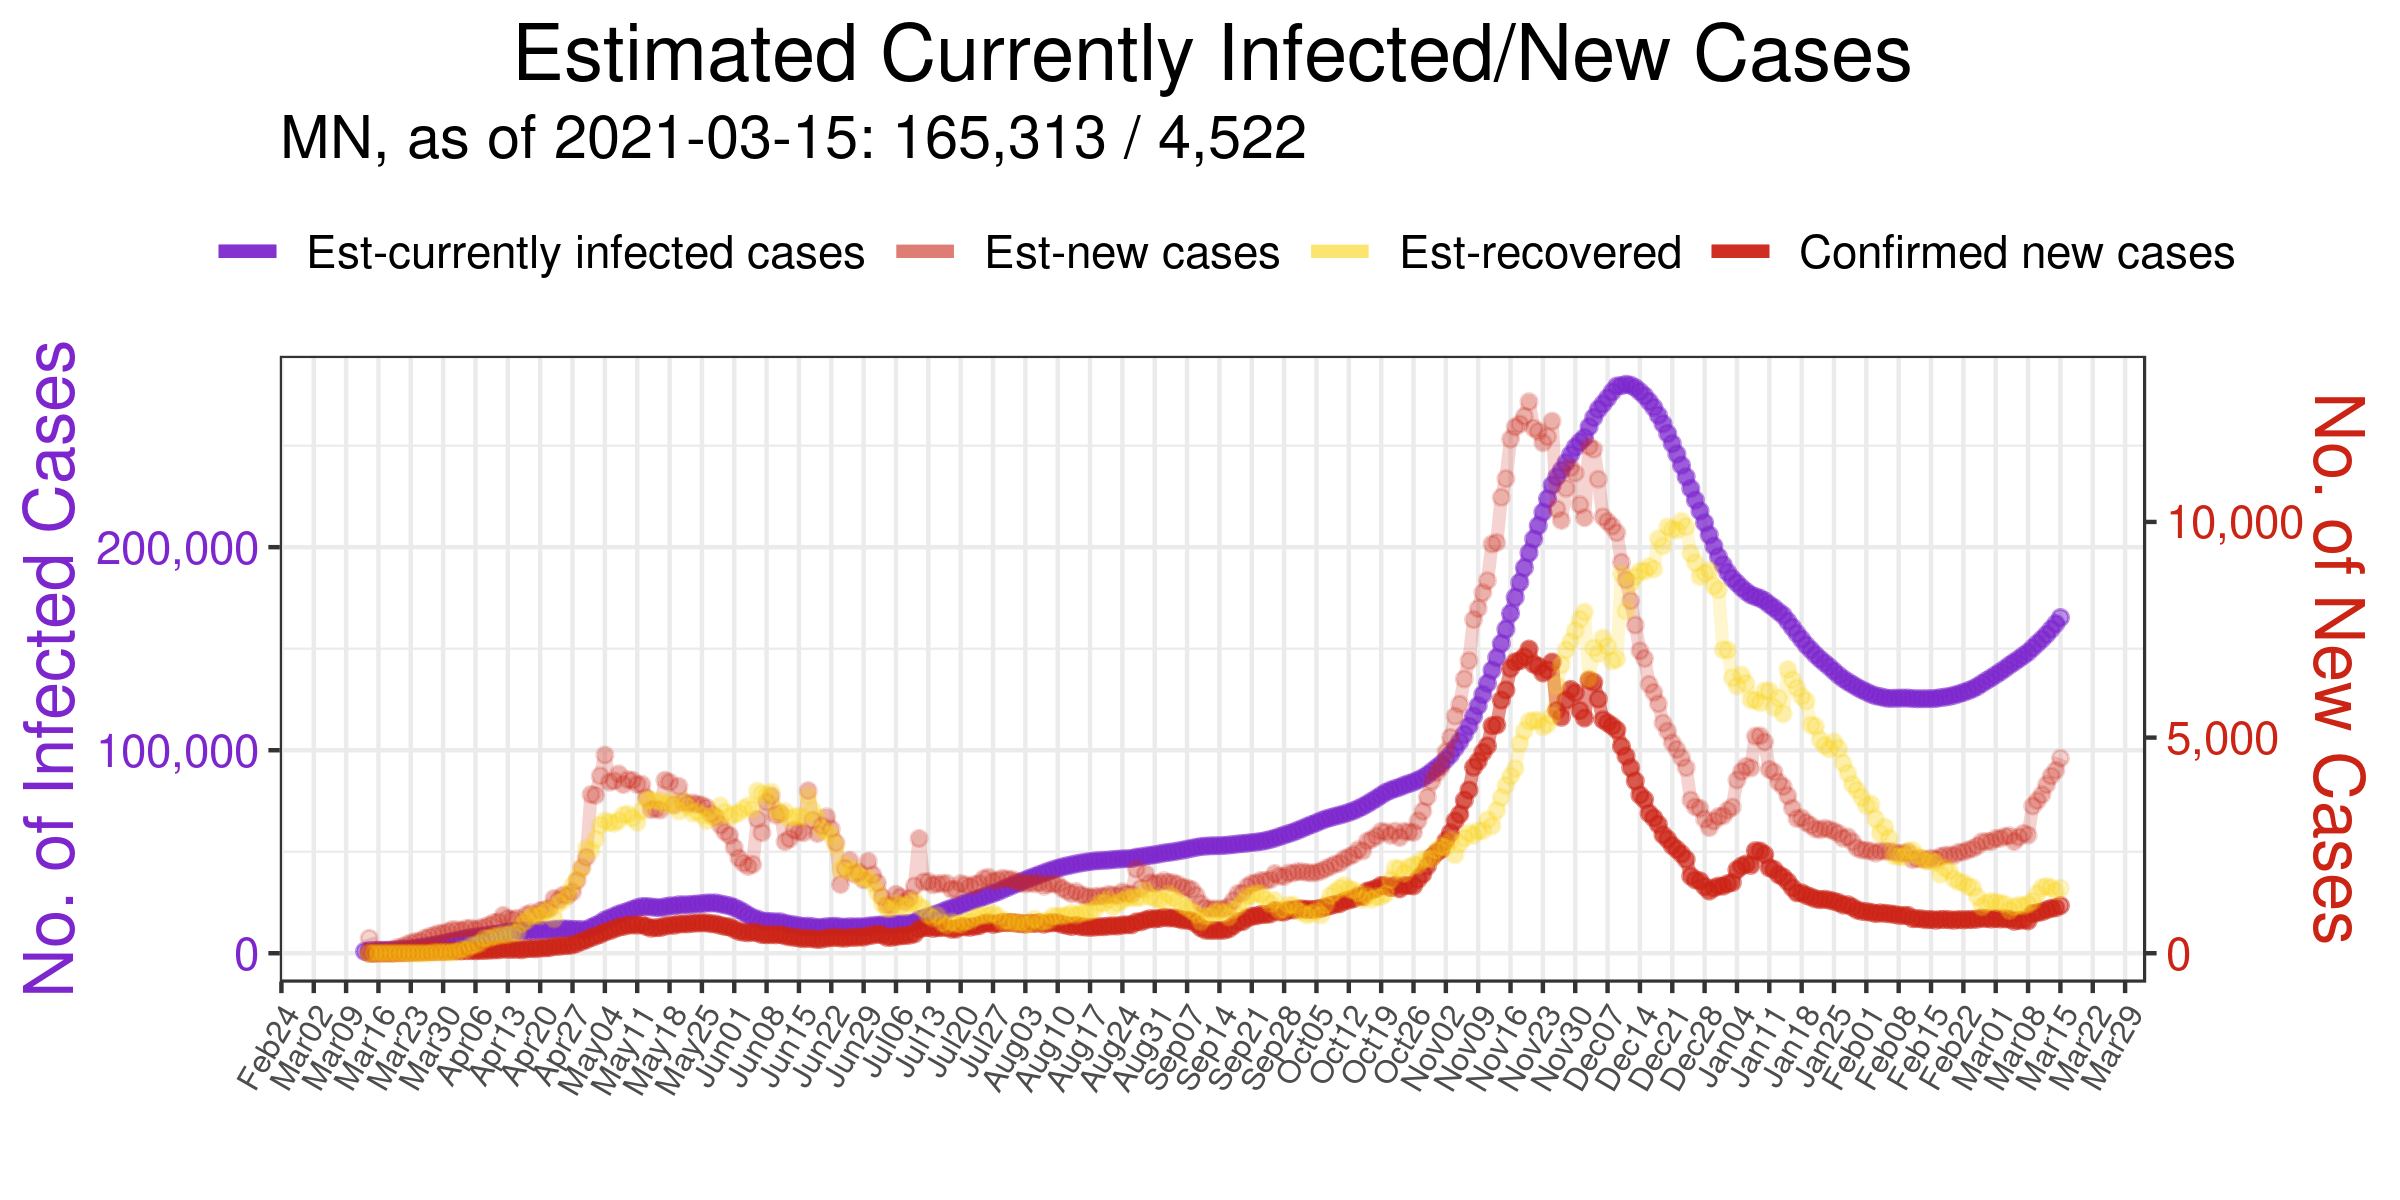 Estimated Currently Infected/New Cases
MN, as of 2021-03-15: 165,313 / 4,522
Est-currently infected cases
Est-new cases
Est-recovered
Confirmed new cases
No. of Infected Cases
200,000
100,000
0
10,000
5,000
0
No. of New Cases
Feb24
Mar02
Mar09
Mar16
Mar23
Mar30
Apr06
Apr13
Apr20
Apr27
May04
May11
May18
May25
Jun01
Jun08
Jun15
Jun22
Jun29
Jul06
Jul13
Jul20
Jul27
Aug03
Aug10
Aug17
Aug24
Aug31
Sep07
Sep14
Sep21
Sep28
Oct05
Oct12
Oct19
Oct26
Nov02
Nov09
Nov16
Nov23
Nov30
Dec07
Dec14
Dec21
Dec28
Jan04
Jan11
Jan18
Jan25
Feb01
Feb08
Feb15
Feb22
Mar01
Mar08
Mar15
Mar22
Mar29